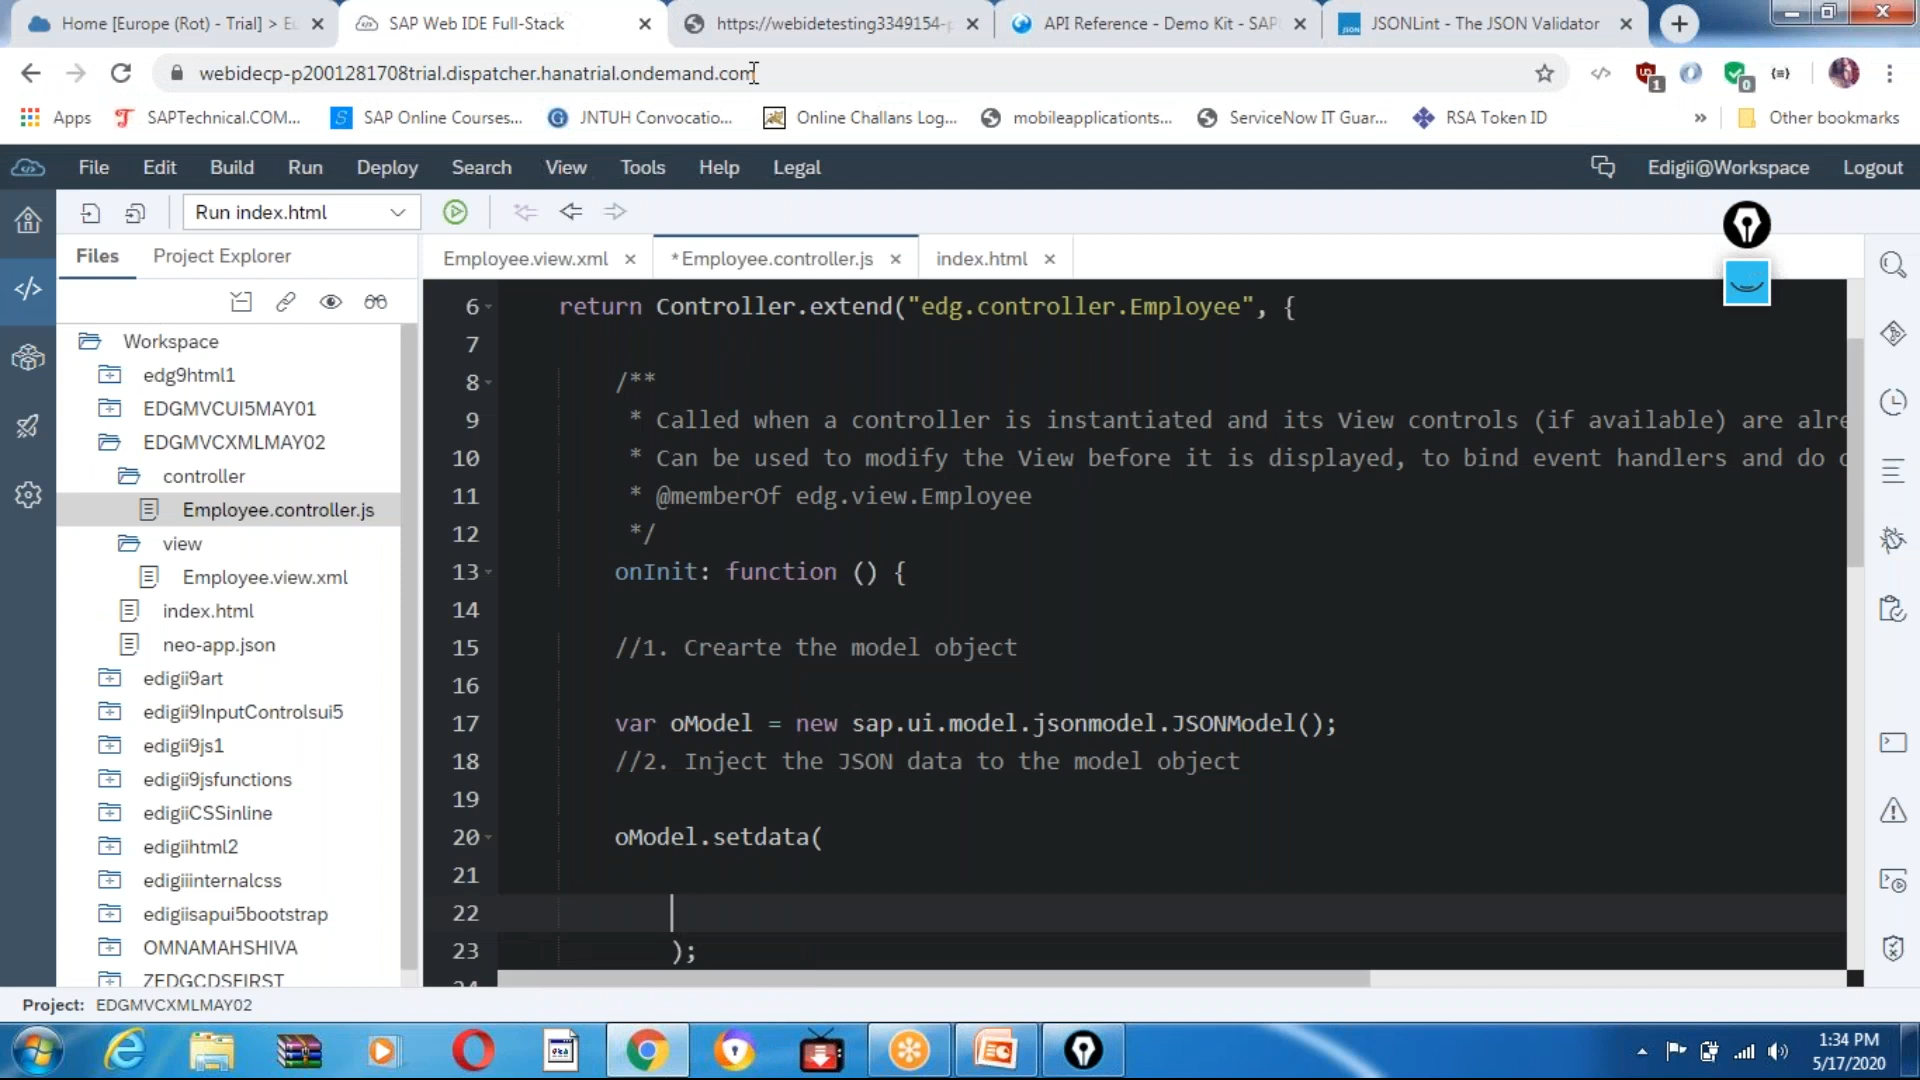 Home [Europe (Rot) - Trial] > Eu
SAP Web IDE Full-Stack
https://webidetesting3349154-p
API Reference - Demo Kit - SAP
JSONLint - The JSON Validator
webidecp-p2001281708trial.dispatcher.hanatrial.ondemand.com
Apps
SAPTechnical.COM...
SAP Online Courses...
JNTUH Convocatio...
Online Challans Log...
mobileapplicationts...
ServiceNow IT Guar...
RSA Token ID
»
Other bookmarks
File
Edit
Build
Run
Deploy
Search
View
Tools
Help
Legal
Edigii@Workspace
Logout
Run index.html
Files
Project Explorer
Employee.view.xml
*Employee.controller.js
index.html
Workspace
edg9html1
EDGMVCUI5MAY01
EDGMVCXMLMAY02
controller
Employee.controller.js
view
Employee.view.xml
index.html
neo-app.json
edigii9art
edigii9InputControlsui5
edigii9js1
edigii9jsfunctions
edigiiCSSinline
edigiihtml2
edigiiinternalcss
edigiisapui5bootstrap
OMNAMAHSHIVA
ZEDGCDSFIRST
6 return Controller.extend("edg.controller.Employee", {
7
8 /**
9 * Called when a controller is instantiated and its View controls (if available) are alre
10 * Can be used to modify the View before it is displayed, to bind event handlers and do o
11 * @memberOf edg.view.Employee
12 */
13 onInit: function () {
14
15 //1. Crearte the model object
16
17 var oModel = new sap.ui.model.jsonmodel.JSONModel();
18 //2. Inject the JSON data to the model object
19
20 oModel.setdata(
21
22
23 );
24
Project: EDGMVCXMLMAY02
1:34 PM
5/17/2020